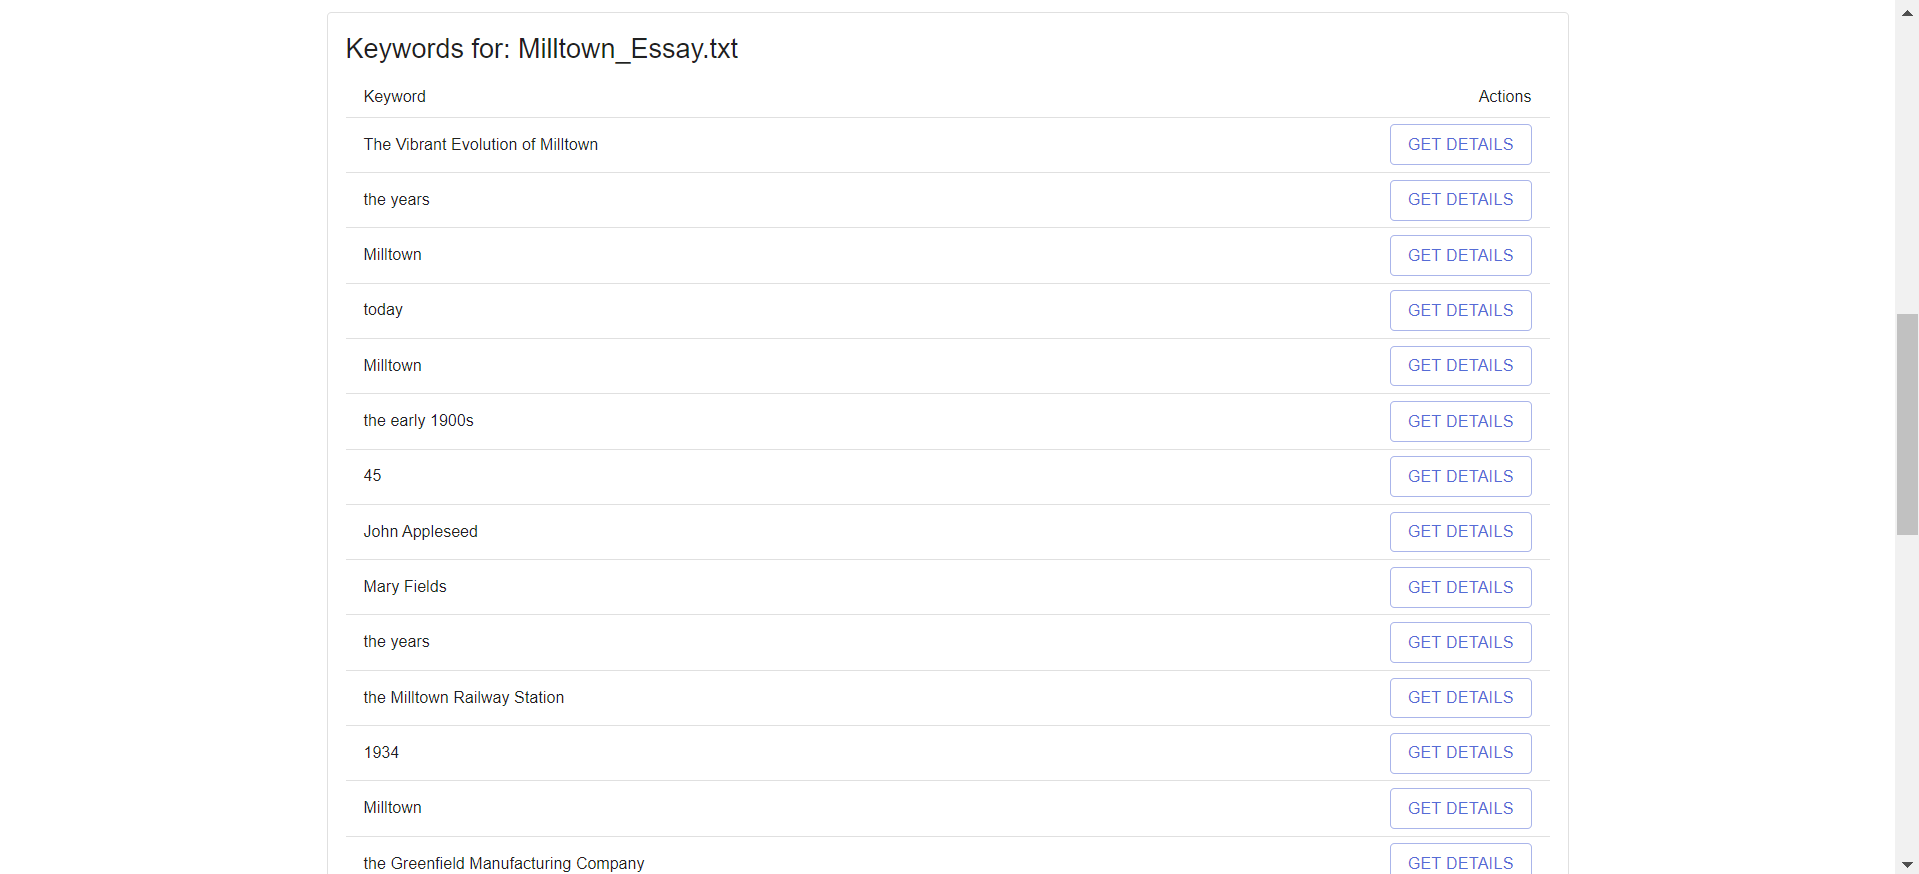 Keywords for: Milltown_Essay.txt
Keyword Actions
The Vibrant Evolution of Milltown GET DETAILS
the years GET DETAILS
Milltown GET DETAILS
today GET DETAILS
Milltown GET DETAILS
the early 1900s GET DETAILS
45 GET DETAILS
John Appleseed GET DETAILS
Mary Fields GET DETAILS
the years GET DETAILS
the Milltown Railway Station GET DETAILS
1934 GET DETAILS
Milltown GET DETAILS
the Greenfield Manufacturing Company GET DETAILS